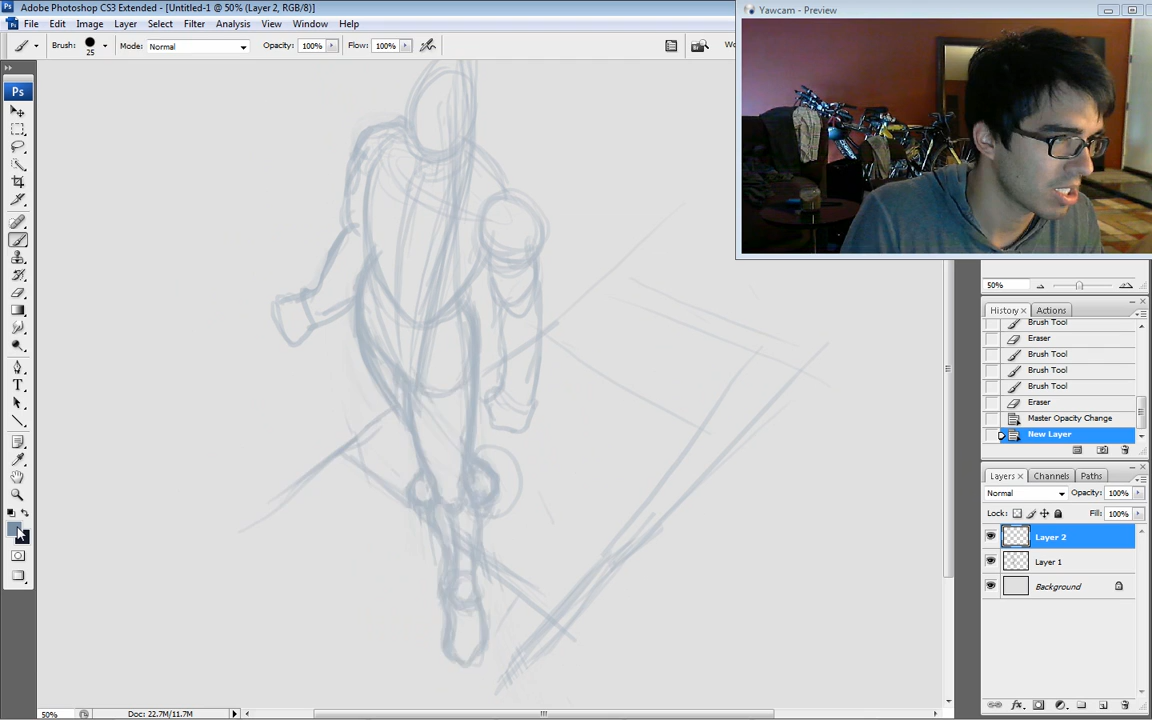 Adobe Photoshop CS3 Extended - [Untitled-1 @ 50% (Layer 2, RGB/8)]
Yawcam - Preview
File Edit Image Layer Select Filter Analysis View Window Help
Brush: 25 Mode: Normal Opacity: 100% Flow: 100%
Ps
T
50%
History x Actions
Brush Tool
Eraser
Brush Tool
Brush Tool
Brush Tool
Eraser
Master Opacity Change
New Layer
Layers x Channels Paths
Normal Opacity: 100%
Lock: Fill: 100%
Layer 2
Layer 1
Background
50% Doc: 22.7M/11.7M